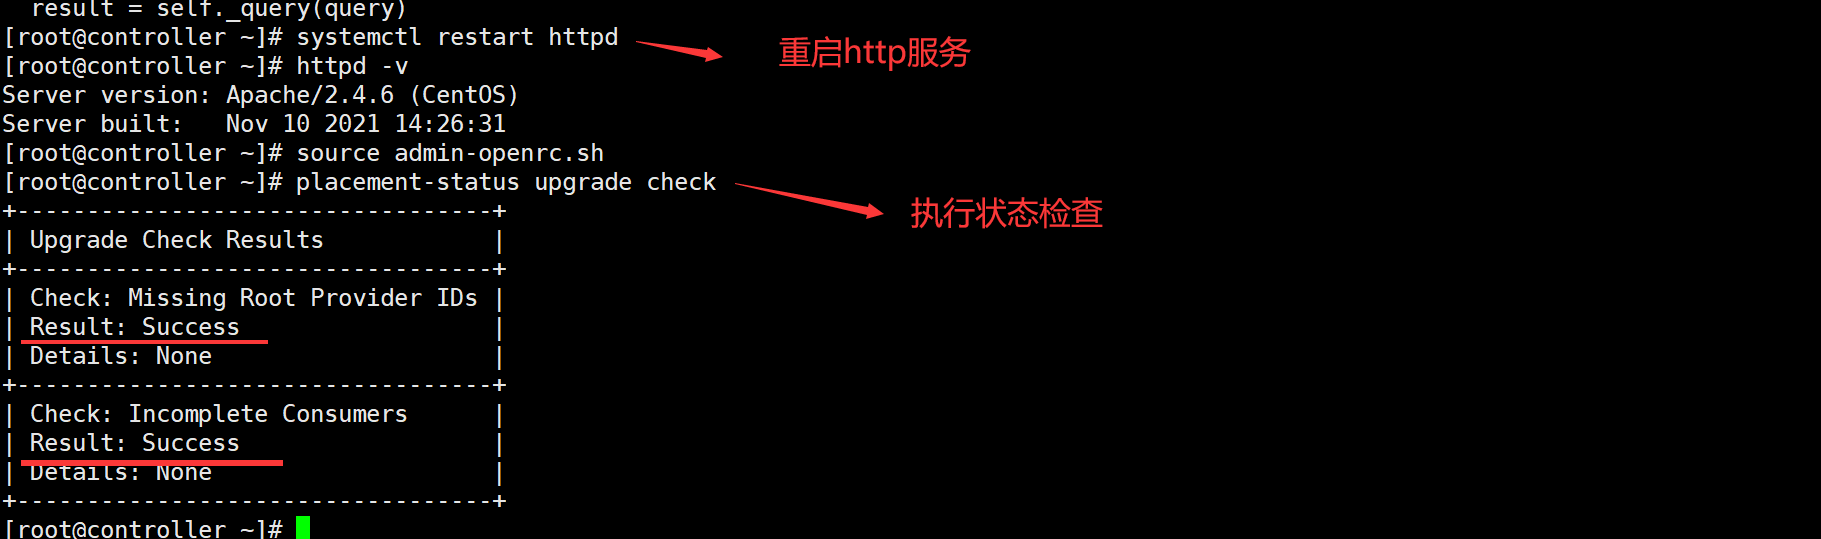 result = self._query(query)
[root@controller ~]# systemctl restart httpd
重启http服务
[root@controller ~]# httpd -v
Server version: Apache/2.4.6 (CentOS)
Server built:   Nov 10 2021 14:26:31
[root@controller ~]# source admin-openrc.sh
[root@controller ~]# placement-status upgrade check
执行状态检查
+----------------------------------+
| Upgrade Check Results            |
+----------------------------------+
| Check: Missing Root Provider IDs |
| Result: Success                  |
| Details: None                    |
+----------------------------------+
| Check: Incomplete Consumers      |
| Result: Success                  |
| Details: None                    |
+----------------------------------+
[root@controller ~]#